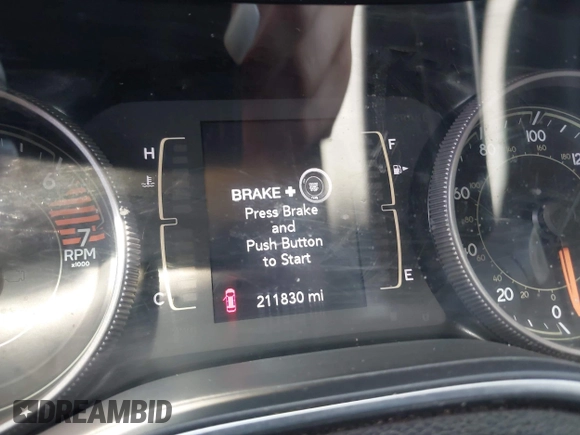 H
F
BRAKE +
Press Brake
and
Push Button
to Start
7
RPM
x1000
C
E
211830 mi
80
100
120
60
40
20
0
DREAMBID